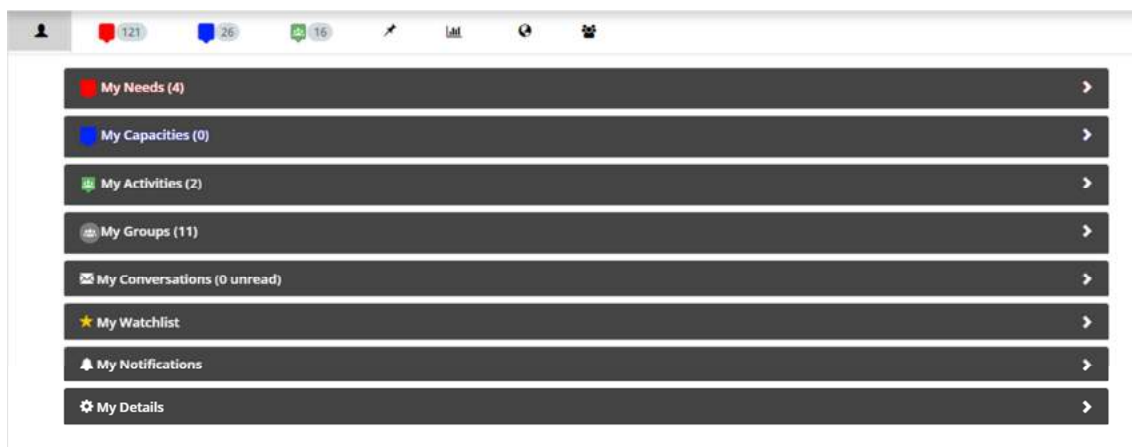 121 26 16
My Needs (4)
My Capacities (0)
My Activities (2)
My Groups (11)
My Conversations (0 unread)
My Watchlist
My Notifications
My Details